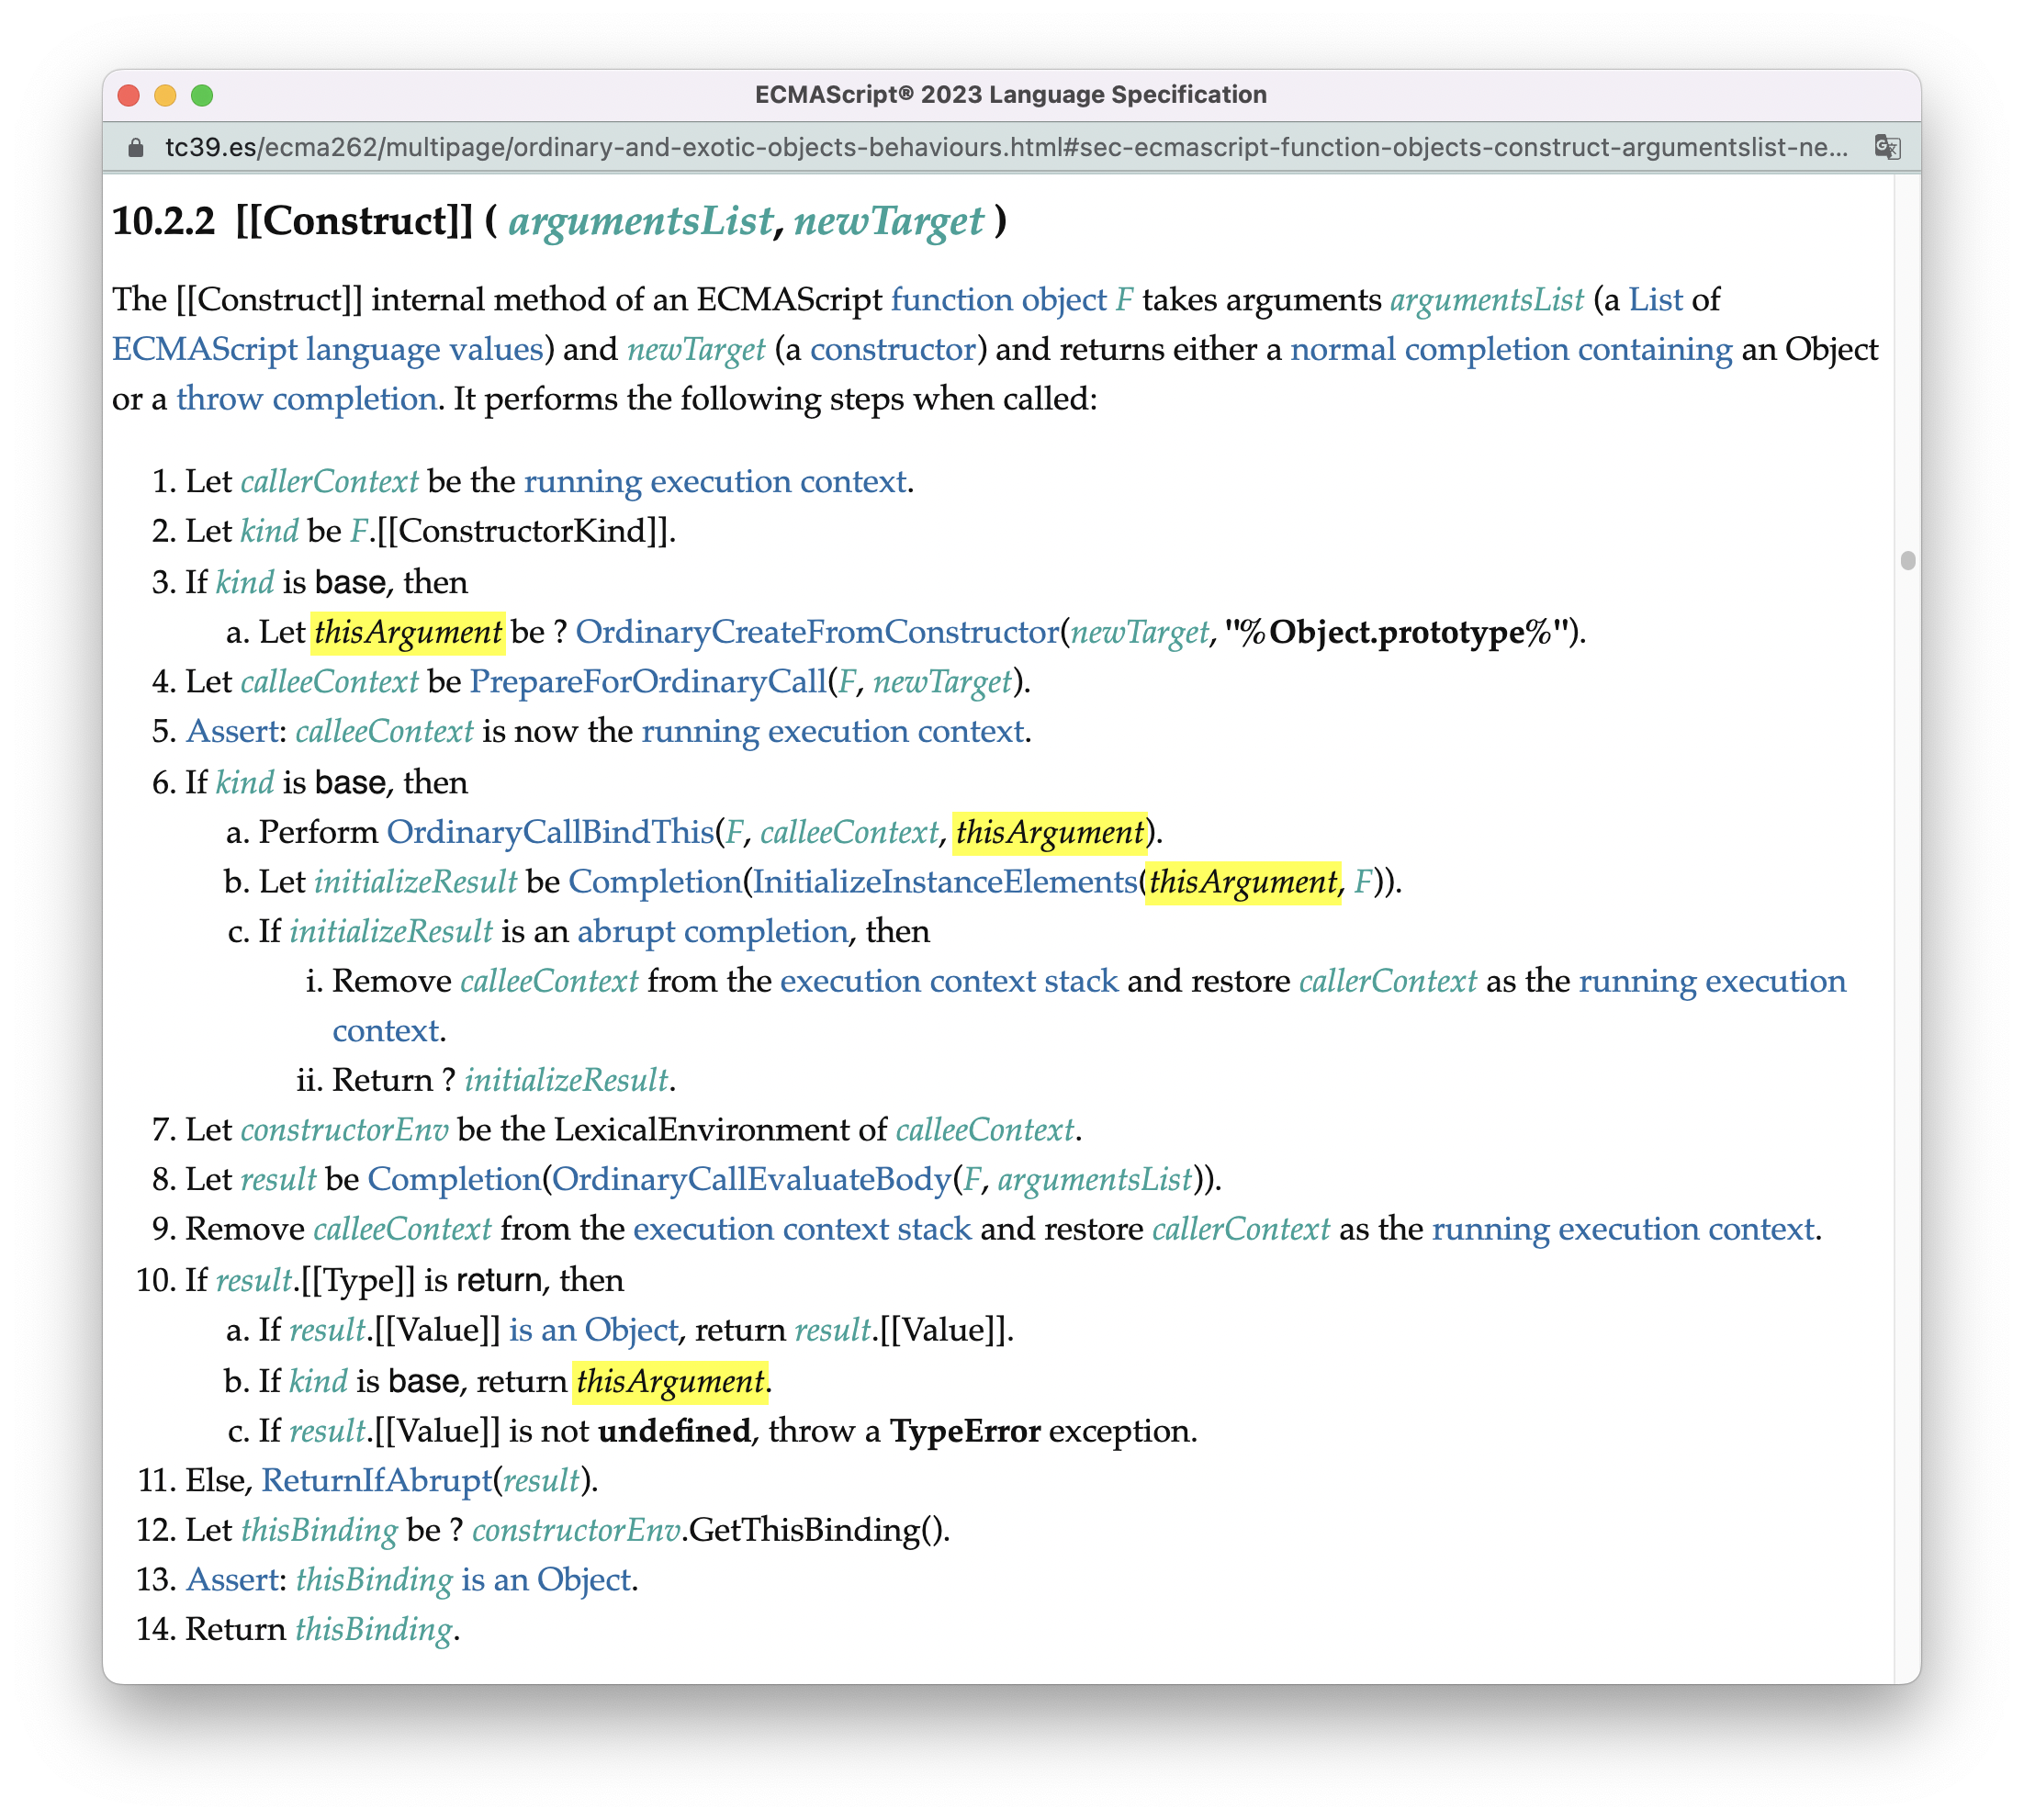 ECMAScript® 2023 Language Specification
tc39.es/ecma262/multipage/ordinary-and-exotic-objects-behaviours.html#sec-ecmascript-function-objects-construct-argumentslist-ne...
10.2.2 [[Construct]] ( argumentsList, newTarget )
The [[Construct]] internal method of an ECMAScript function object F takes arguments argumentsList (a List of
ECMAScript language values) and newTarget (a constructor) and returns either a normal completion containing an Object
or a throw completion. It performs the following steps when called:
1. Let callerContext be the running execution context.
2. Let kind be F.[[ConstructorKind]].
3. If kind is base, then
a. Let thisArgument be ? OrdinaryCreateFromConstructor(newTarget, "%Object.prototype%").
4. Let calleeContext be PrepareForOrdinaryCall(F, newTarget).
5. Assert: calleeContext is now the running execution context.
6. If kind is base, then
a. Perform OrdinaryCallBindThis(F, calleeContext, thisArgument).
b. Let initializeResult be Completion(InitializeInstanceElements(thisArgument, F)).
c. If initializeResult is an abrupt completion, then
i. Remove calleeContext from the execution context stack and restore callerContext as the running execution
context.
ii. Return ? initializeResult.
7. Let constructorEnv be the LexicalEnvironment of calleeContext.
8. Let result be Completion(OrdinaryCallEvaluateBody(F, argumentsList)).
9. Remove calleeContext from the execution context stack and restore callerContext as the running execution context.
10. If result.[[Type]] is return, then
a. If result.[[Value]] is an Object, return result.[[Value]].
b. If kind is base, return thisArgument.
c. If result.[[Value]] is not undefined, throw a TypeError exception.
11. Else, ReturnIfAbrupt(result).
12. Let thisBinding be ? constructorEnv.GetThisBinding().
13. Assert: thisBinding is an Object.
14. Return thisBinding.